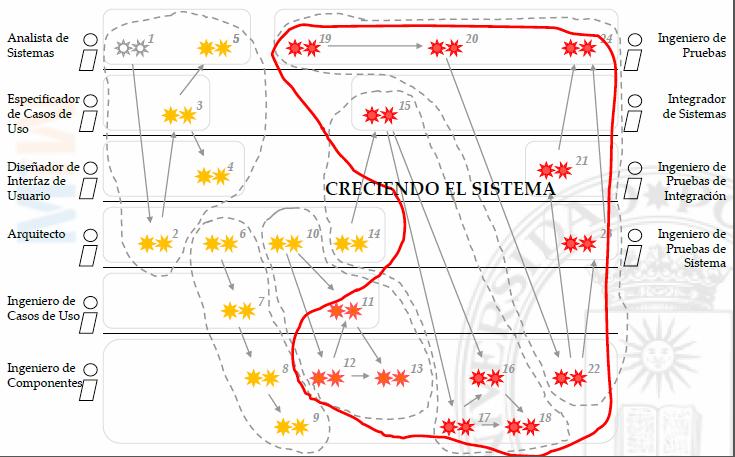 Analista de
Sistemas
1
5
19
20
24
Ingeniero de
Pruebas
Especificador
de Casos de
Uso
3
15
Integrador
de Sistemas
Diseñador de
Interfaz de
Usuario
4
CRECIENDO EL SISTEMA
21
Ingeniero de
Pruebas de
Integración
Arquitecto
2
6
10
14
23
Ingeniero de
Pruebas de
Sistema
Ingeniero de
Casos de Uso
7
11
Ingeniero de
Componentes
8
12
13
16
22
9
17
18